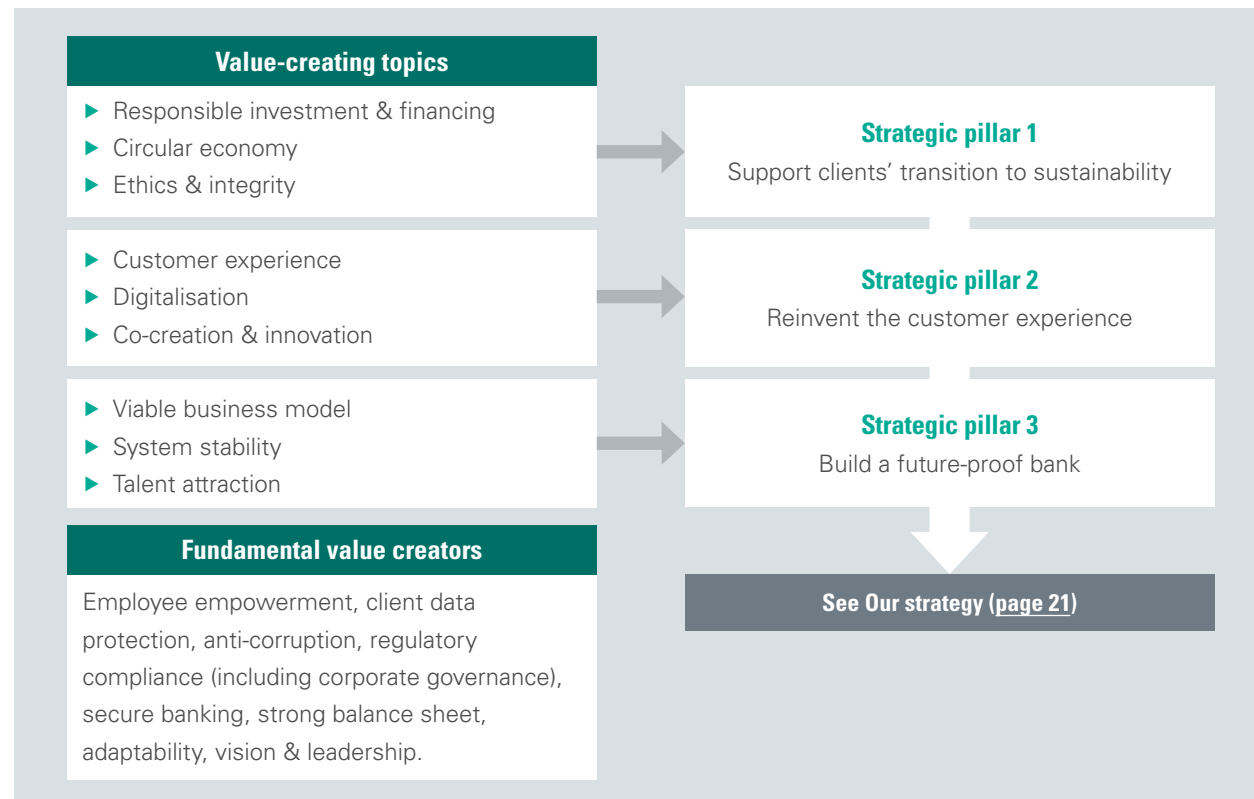 Value-creating topics
▶ Responsible investment & financing
▶ Circular economy
▶ Ethics & integrity
Strategic pillar 1
Support clients’ transition to sustainability
▶ Customer experience
▶ Digitalisation
▶ Co-creation & innovation
Strategic pillar 2
Reinvent the customer experience
▶ Viable business model
▶ System stability
▶ Talent attraction
Strategic pillar 3
Build a future-proof bank
Fundamental value creators
Employee empowerment, client data
protection, anti-corruption, regulatory
compliance (including corporate governance),
secure banking, strong balance sheet,
adaptability, vision & leadership.
See Our strategy (page 21)